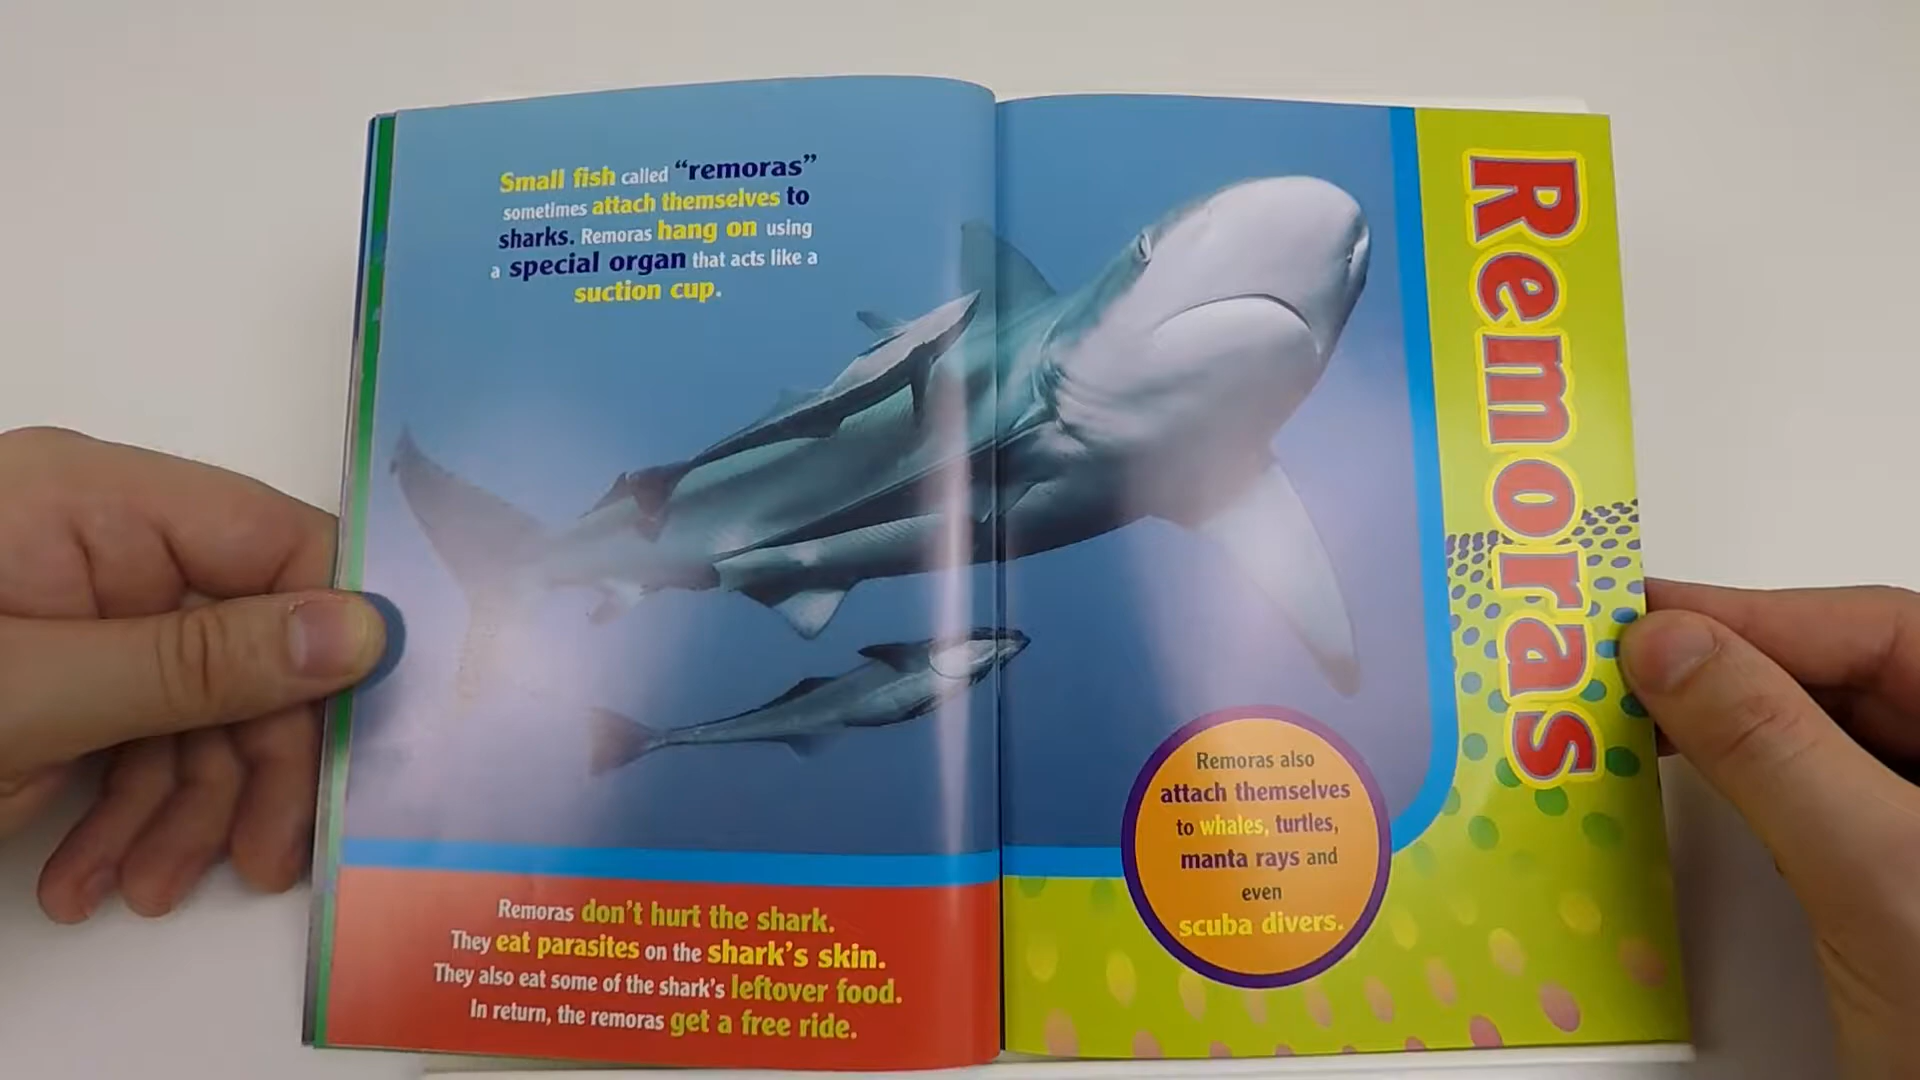 Small fish called “remoras”
sometimes attach themselves to
sharks. Remoras hang on using
a special organ that acts like a
suction cup.
Remoras don’t hurt the shark.
They eat parasites on the shark’s skin.
They also eat some of the shark’s leftover food.
In return, the remoras get a free ride.
Remoras
Remoras also
attach themselves
to whales, turtles,
manta rays and
even
scuba divers.